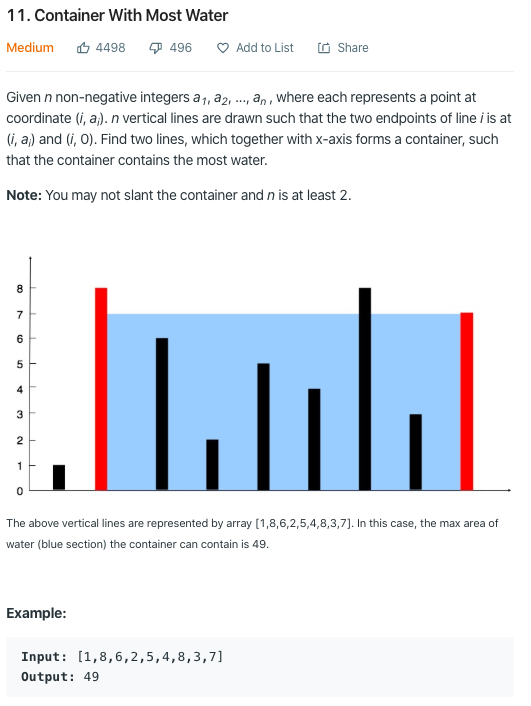 11. Container With Most Water
Medium 4498 496 Add to List Share
Given n non-negative integers a1, a2, ..., an , where each represents a point at
coordinate (i, ai). n vertical lines are drawn such that the two endpoints of line i is at
(i, ai) and (i, 0). Find two lines, which together with x-axis forms a container, such
that the container contains the most water.
Note: You may not slant the container and n is at least 2.
8
7
6
5
4
3
2
1
0
The above vertical lines are represented by array [1,8,6,2,5,4,8,3,7]. In this case, the max area of
water (blue section) the container can contain is 49.
Example:
Input: [1,8,6,2,5,4,8,3,7]
Output: 49